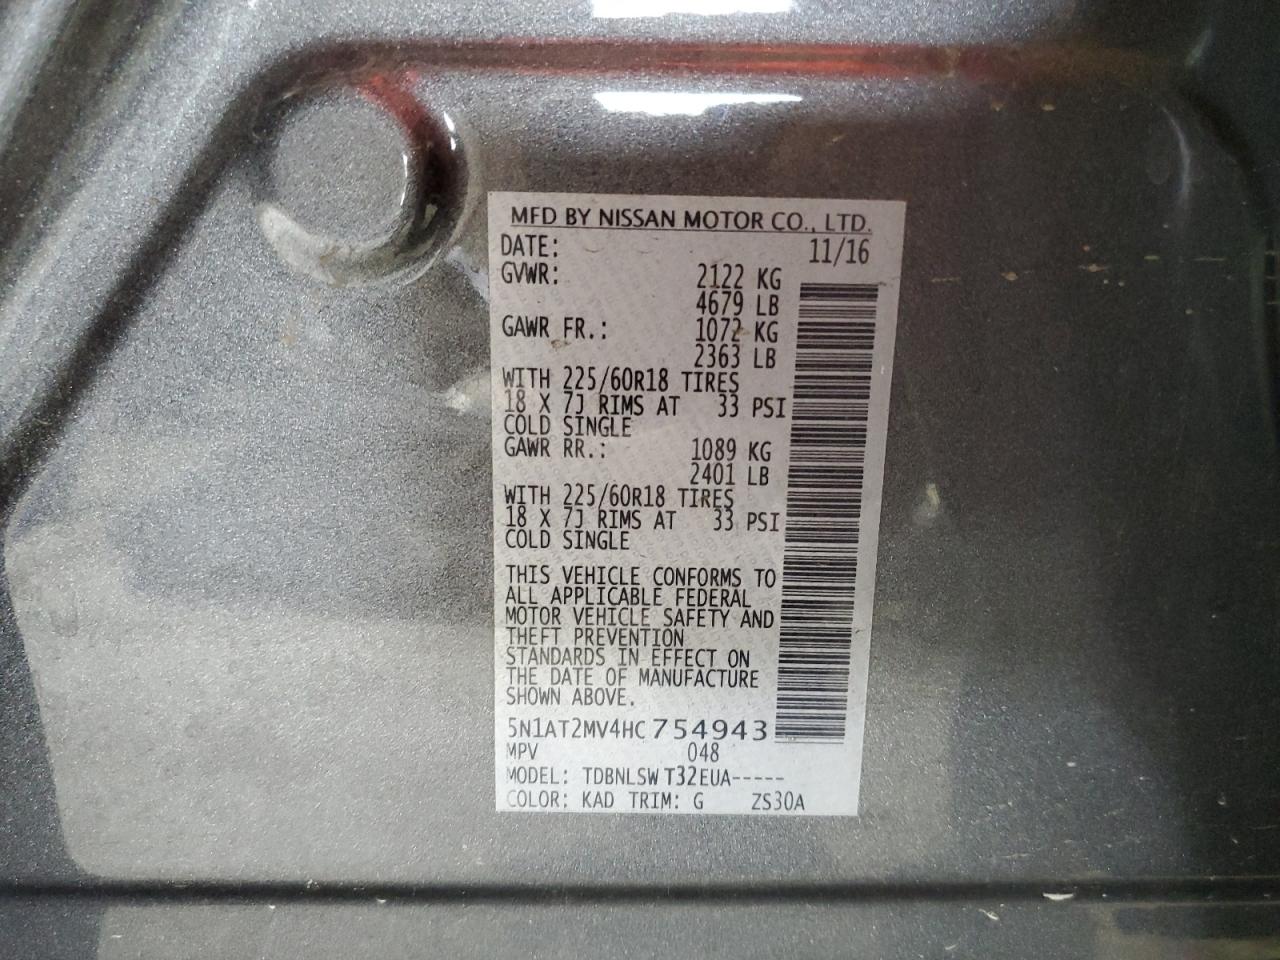 MFD BY NISSAN MOTOR CO., LTD.
DATE: 11/16
GVWR: 2122 KG
4679 LB
GAWR FR.: 1072 KG
2363 LB
WITH 225/60R18 TIRES
18 X 7J RIMS AT 33 PSI
COLD SINGLE
GAWR RR.: 1089 KG
2401 LB
WITH 225/60R18 TIRES
18 X 7J RIMS AT 33 PSI
COLD SINGLE
THIS VEHICLE CONFORMS TO
ALL APPLICABLE FEDERAL
MOTOR VEHICLE SAFETY AND
THEFT PREVENTION
STANDARDS IN EFFECT ON
THE DATE OF MANUFACTURE
SHOWN ABOVE.
5N1AT2MV4HC754943
MPV 048
MODEL: TDBNLSW T32EUA-----
COLOR: KAD TRIM: G ZS30A